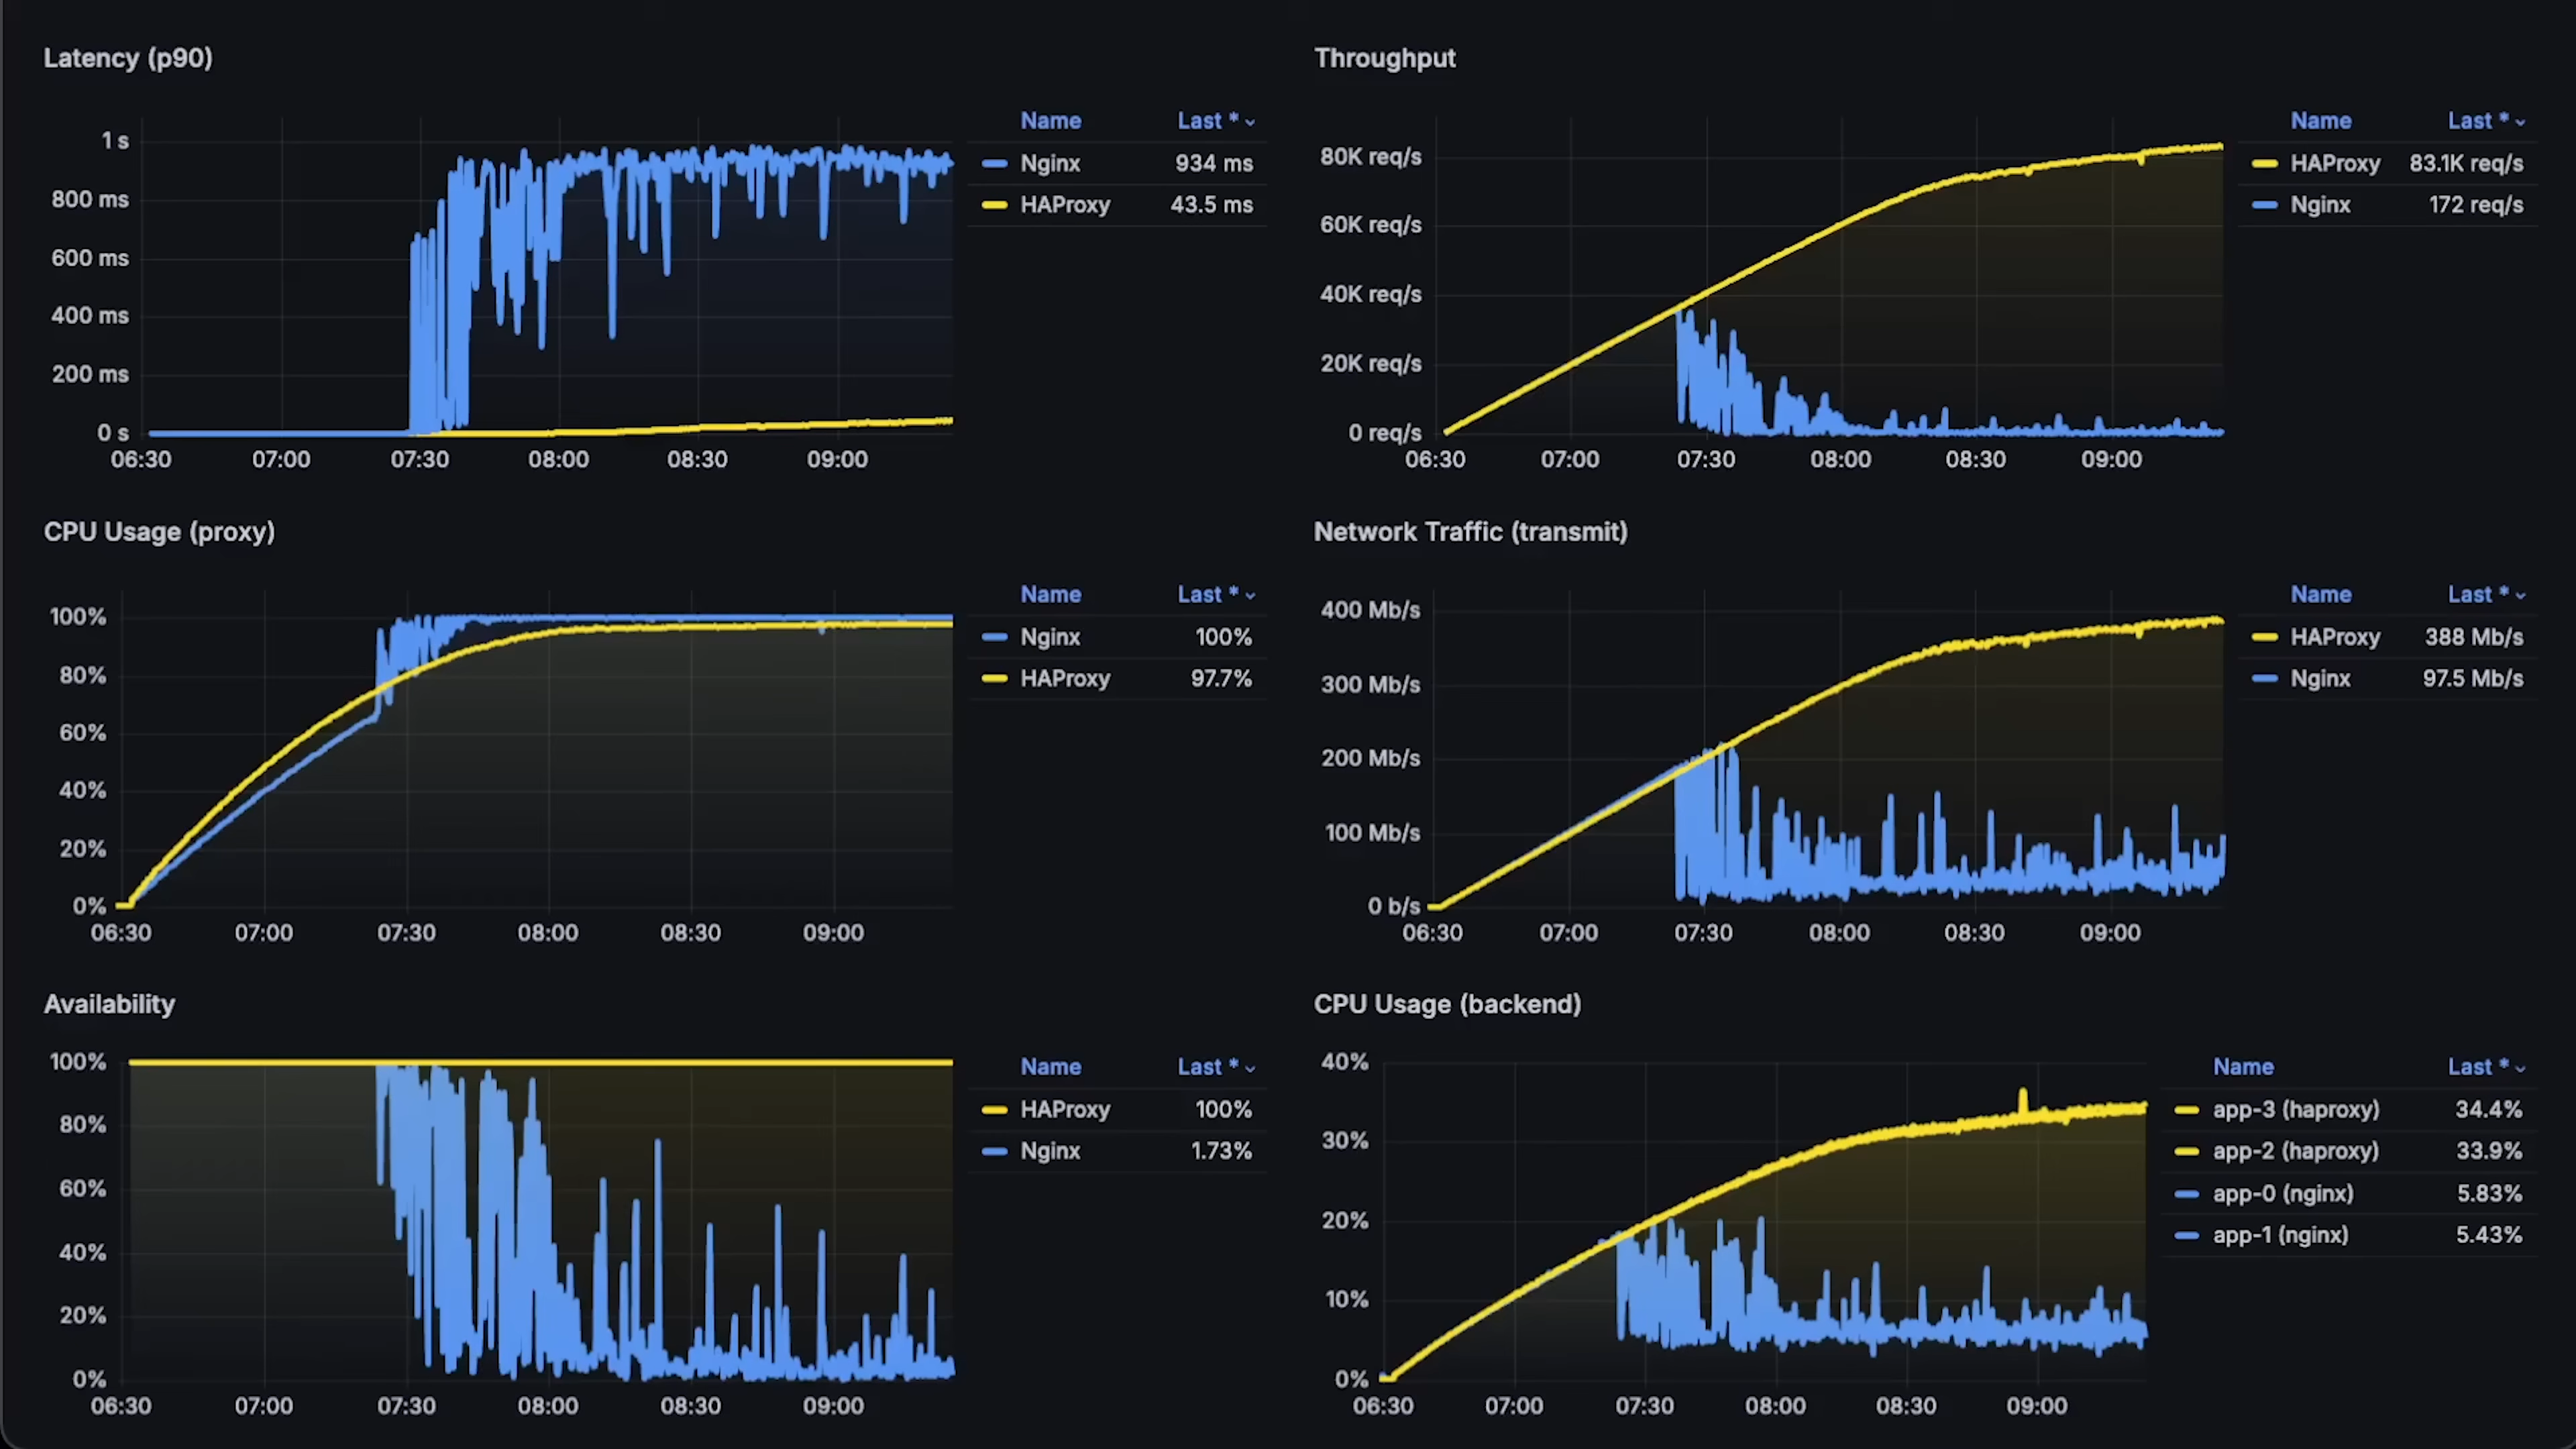 Latency (p90)
Name Last *
1 s
800 ms
600 ms
400 ms
200 ms
0 s
06:30 07:00 07:30 08:00 08:30 09:00
Nginx 934 ms
HAProxy 43.5 ms
Throughput
Name Last *
80K req/s
60K req/s
40K req/s
20K req/s
0 req/s
06:30 07:00 07:30 08:00 08:30 09:00
HAProxy 83.1K req/s
Nginx 172 req/s
CPU Usage (proxy)
Name Last *
100%
80%
60%
40%
20%
0%
06:30 07:00 07:30 08:00 08:30 09:00
Nginx 100%
HAProxy 97.7%
Network Traffic (transmit)
Name Last *
400 Mb/s
300 Mb/s
200 Mb/s
100 Mb/s
0 b/s
06:30 07:00 07:30 08:00 08:30 09:00
HAProxy 388 Mb/s
Nginx 97.5 Mb/s
Availability
Name Last *
100%
80%
60%
40%
20%
0%
06:30 07:00 07:30 08:00 08:30 09:00
HAProxy 100%
Nginx 1.73%
CPU Usage (backend)
Name Last *
40%
30%
20%
10%
0%
06:30 07:00 07:30 08:00 08:30 09:00
app-3 (haproxy) 34.4%
app-2 (haproxy) 33.9%
app-0 (nginx) 5.83%
app-1 (nginx) 5.43%